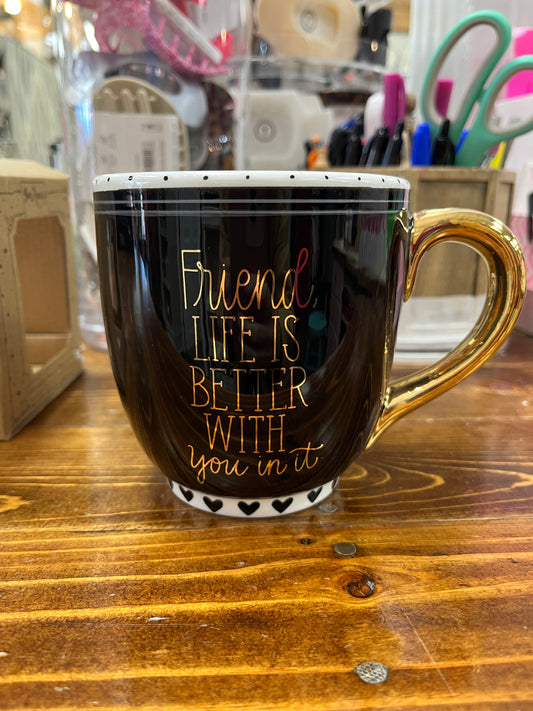 Friend,
LIFE IS
BETTER
WITH
you in it